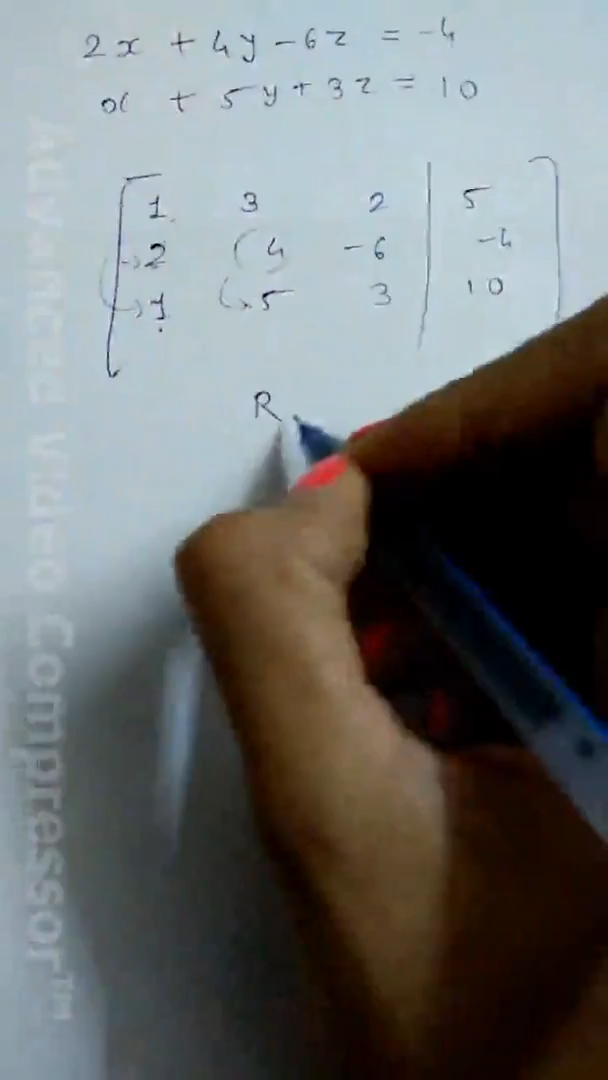 2x + 4y - 6z = -4
x + 5y + 3z = 10
1 3 2 | 5
2 4 -6 | -4
1 5 3 | 10
R
Advanced Video Compressor™